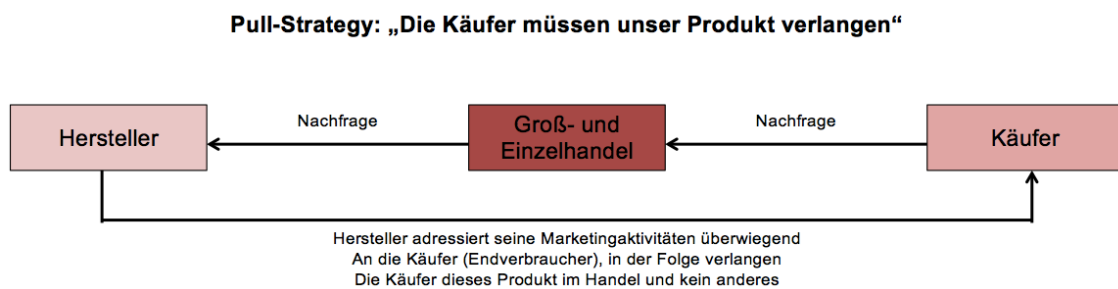 Pull-Strategy: „Die Käufer müssen unser Produkt verlangen“
Hersteller
Nachfrage
Groß- und
Einzelhandel
Nachfrage
Käufer
Hersteller adressiert seine Marketingaktivitäten überwiegend
An die Käufer (Endverbraucher), in der Folge verlangen
Die Käufer dieses Produkt im Handel und kein anderes